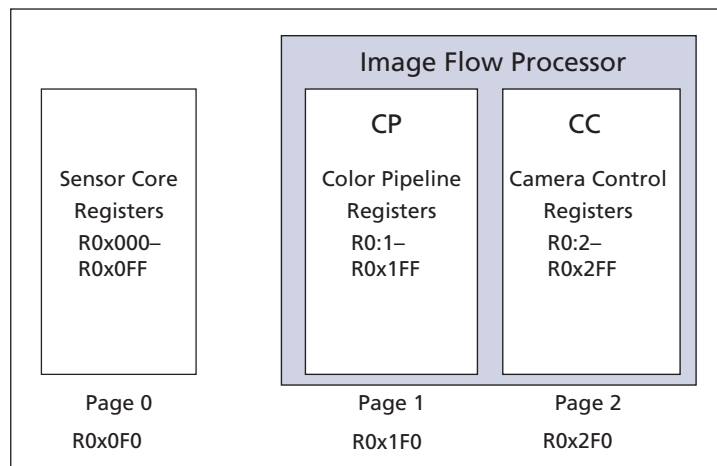 Image Flow Processor
Sensor Core
Registers
R0x000–
R0x0FF
CP
Color Pipeline
Registers
R0:1–
R0x1FF
CC
Camera Control
Registers
R0:2–
R0x2FF
Page 0
R0x0F0
Page 1
R0x1F0
Page 2
R0x2F0